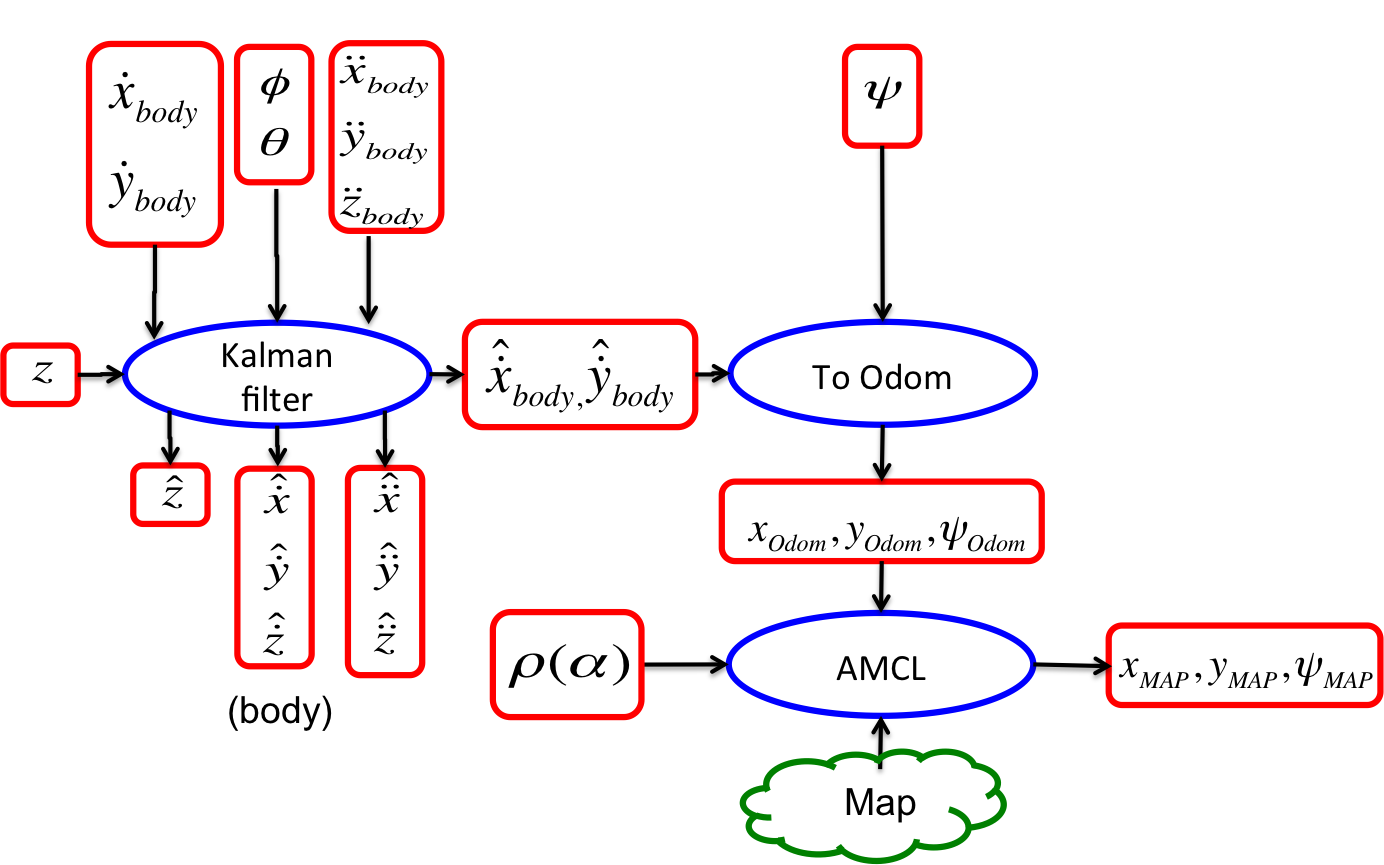 ẋ_body
ẏ_body
ϕ
θ
ẍ_body
ÿ_body
z̈_body
ψ
z
Kalman
filter
ẋ̂_body, ẏ̂_body
To Odom
ẑ
ẋ̂
ẏ̂
ż̂
ẍ̂
ÿ̂
z̈̂
(body)
x_Odom, y_Odom, ψ_Odom
ρ(α)
AMCL
x_MAP, y_MAP, ψ_MAP
Map